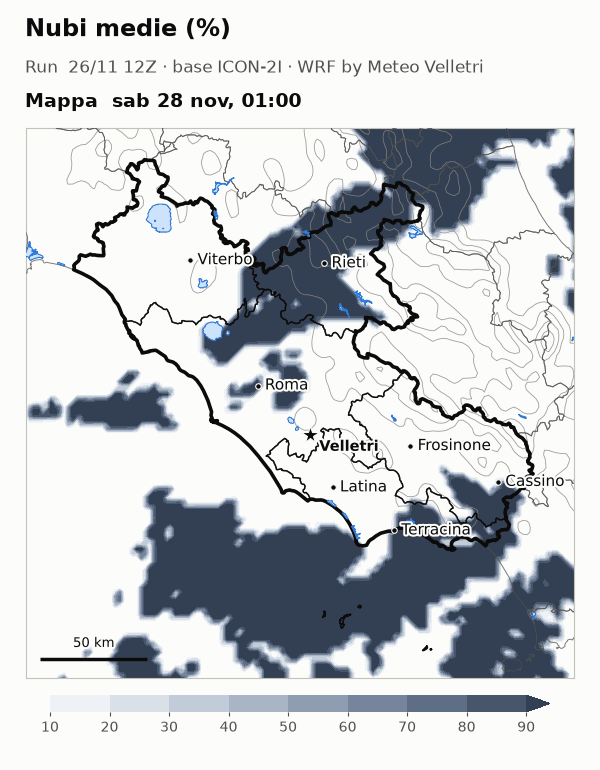 Nubi medie (%)
Run  26/11 12Z · base ICON-2I · WRF by Meteo Velletri
Mappa  sab 28 nov, 01:00
Viterbo
Rieti
Roma
Velletri
Frosinone
Latina
Cassino
Terracina
50 km
10 20 30 40 50 60 70 80 90